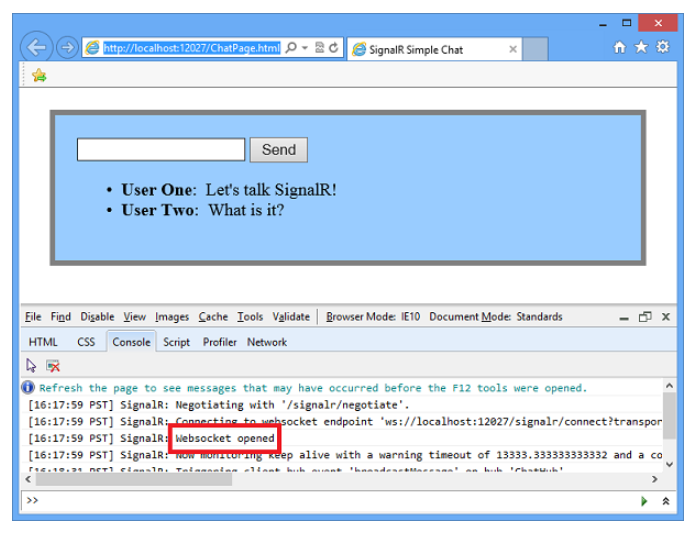 http://localhost:12027/ChatPage.html
SignalR Simple Chat
Send
• User One: Let's talk SignalR!
• User Two: What is it?
File Find Disable View Images Cache Tools Validate | Browser Mode: IE10 Document Mode: Standards
HTML CSS Console Script Profiler Network
Refresh the page to see messages that may have occurred before the F12 tools were opened.
[16:17:59 PST] SignalR: Negotiating with '/signalr/negotiate'.
[16:17:59 PST] SignalR: Connecting to websocket endpoint 'ws://localhost:12027/signalr/connect?transpor
[16:17:59 PST] SignalR: Websocket opened
[16:17:59 PST] SignalR: Now monitoring keep alive with a warning timeout of 13333.333333333332 and a co
[16:18:31 PST] SignalR: Triggering client hub event 'broadcastMessage' on hub 'ChatHub'.
>>